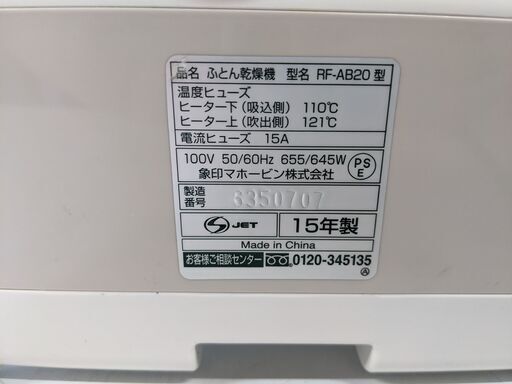 品名 ふとん乾燥機 型名 RF-AB20 型
温度ヒューズ
ヒーター下（吸込側） 110℃
ヒーター上（吹出側） 121℃
電流ヒューズ 15A
100V 50/60Hz 655/645W
象印マホービン株式会社
PS
E
製造
番号
6350707
S JET
15年製
Made in China
お客様ご相談センター 0120-345135
Ⓐ